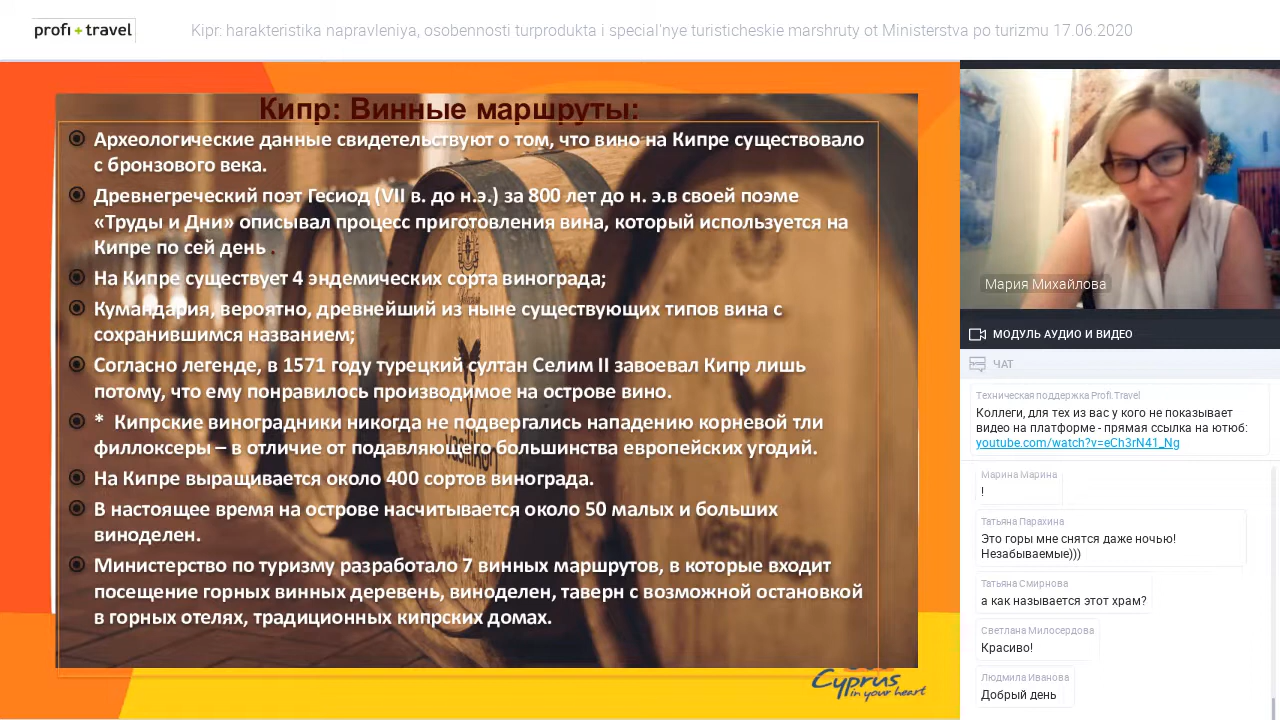 profi + travel
Kipr: harakteristika napravleniya, osobennosti turprodukta i special'nye turisticheskie marshruty ot Ministerstva po turizmu 17.06.2020
Кипр: Винные маршруты:
Археологические данные свидетельствуют о том, что вино на Кипре существовало
с бронзового века.
Древнегреческий поэт Гесиод (VII в. до н.э.) за 800 лет до н. э.в своей поэме
«Труды и Дни» описывал процесс приготовления вина, который используется на
Кипре по сей день .
На Кипре существует 4 эндемических сорта винограда;
Кумандария, вероятно, древнейший из ныне существующих типов вина с
сохранившимся названием;
Согласно легенде, в 1571 году турецкий султан Селим II завоевал Кипр лишь
потому, что ему понравилось производимое на острове вино.
* Кипрские виноградники никогда не подвергались нападению корневой тли
филлоксеры – в отличие от подавляющего большинства европейских угодий.
На Кипре выращивается около 400 сортов винограда.
В настоящее время на острове насчитывается около 50 малых и больших
виноделен.
Министерство по туризму разработало 7 винных маршрутов, в которые входит
посещение горных винных деревень, виноделен, таверн с возможной остановкой
в горных отелях, традиционных кипрских домах.
vasilikon
vasilikon
Cyprus
in your heart
Мария Михайлова
МОДУЛЬ АУДИО И ВИДЕО
ЧАТ
Техническая поддержка Profi.Travel
Коллеги, для тех из вас у кого не показывает
видео на платформе - прямая ссылка на ютюб:
youtube.com/watch?v=eCh3rN41_Ng
Марина Марина
!
Татьяна Парахина
Это горы мне снятся даже ночью!
Незабываемые)))
Татьяна Смирнова
а как называется этот храм?
Светлана Милосердова
Красиво!
Людмила Иванова
Добрый день